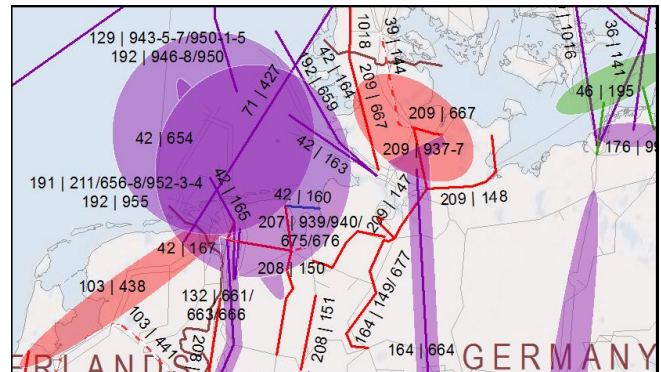 129 | 943-5-7/950-1-5
192 | 946-8/950
71 | 427
192 | 659
42 | 164
1018
209 | 667
39 | 144
1016
36 | 141
46 | 195
209 | 667
42 | 654
209 | 937-7
176 | 99
42 | 163
191 | 211/656-8/952-3-4
192 | 955
42 | 165
42 | 160
209 | 147
209 | 148
207 | 939/940/
675/676
42 | 167
208 | 150
103 | 438
132 | 661/
663/666
164 | 149/ 677
103 | 441
208 | 151
164 | 664
ERLANDS
GERMANY